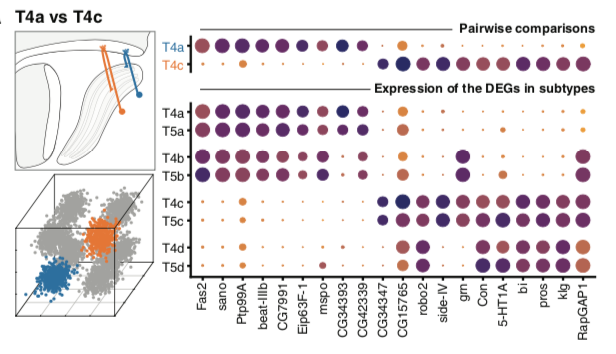 T4a vs T4c
Pairwise comparisons
T4a
T4c
Expression of the DEGs in subtypes
T4a
T5a
T4b
T5b
T4c
T5c
T4d
T5d
Fas2
sano
Ptp99A
beat-IIIb
CG7991
Eip63F-1
mspo
CG34393
CG42339
CG34347
CG15765
robo2
side-IV
grn
Con
5-HT1A
bi
pros
klg
RapGAP1